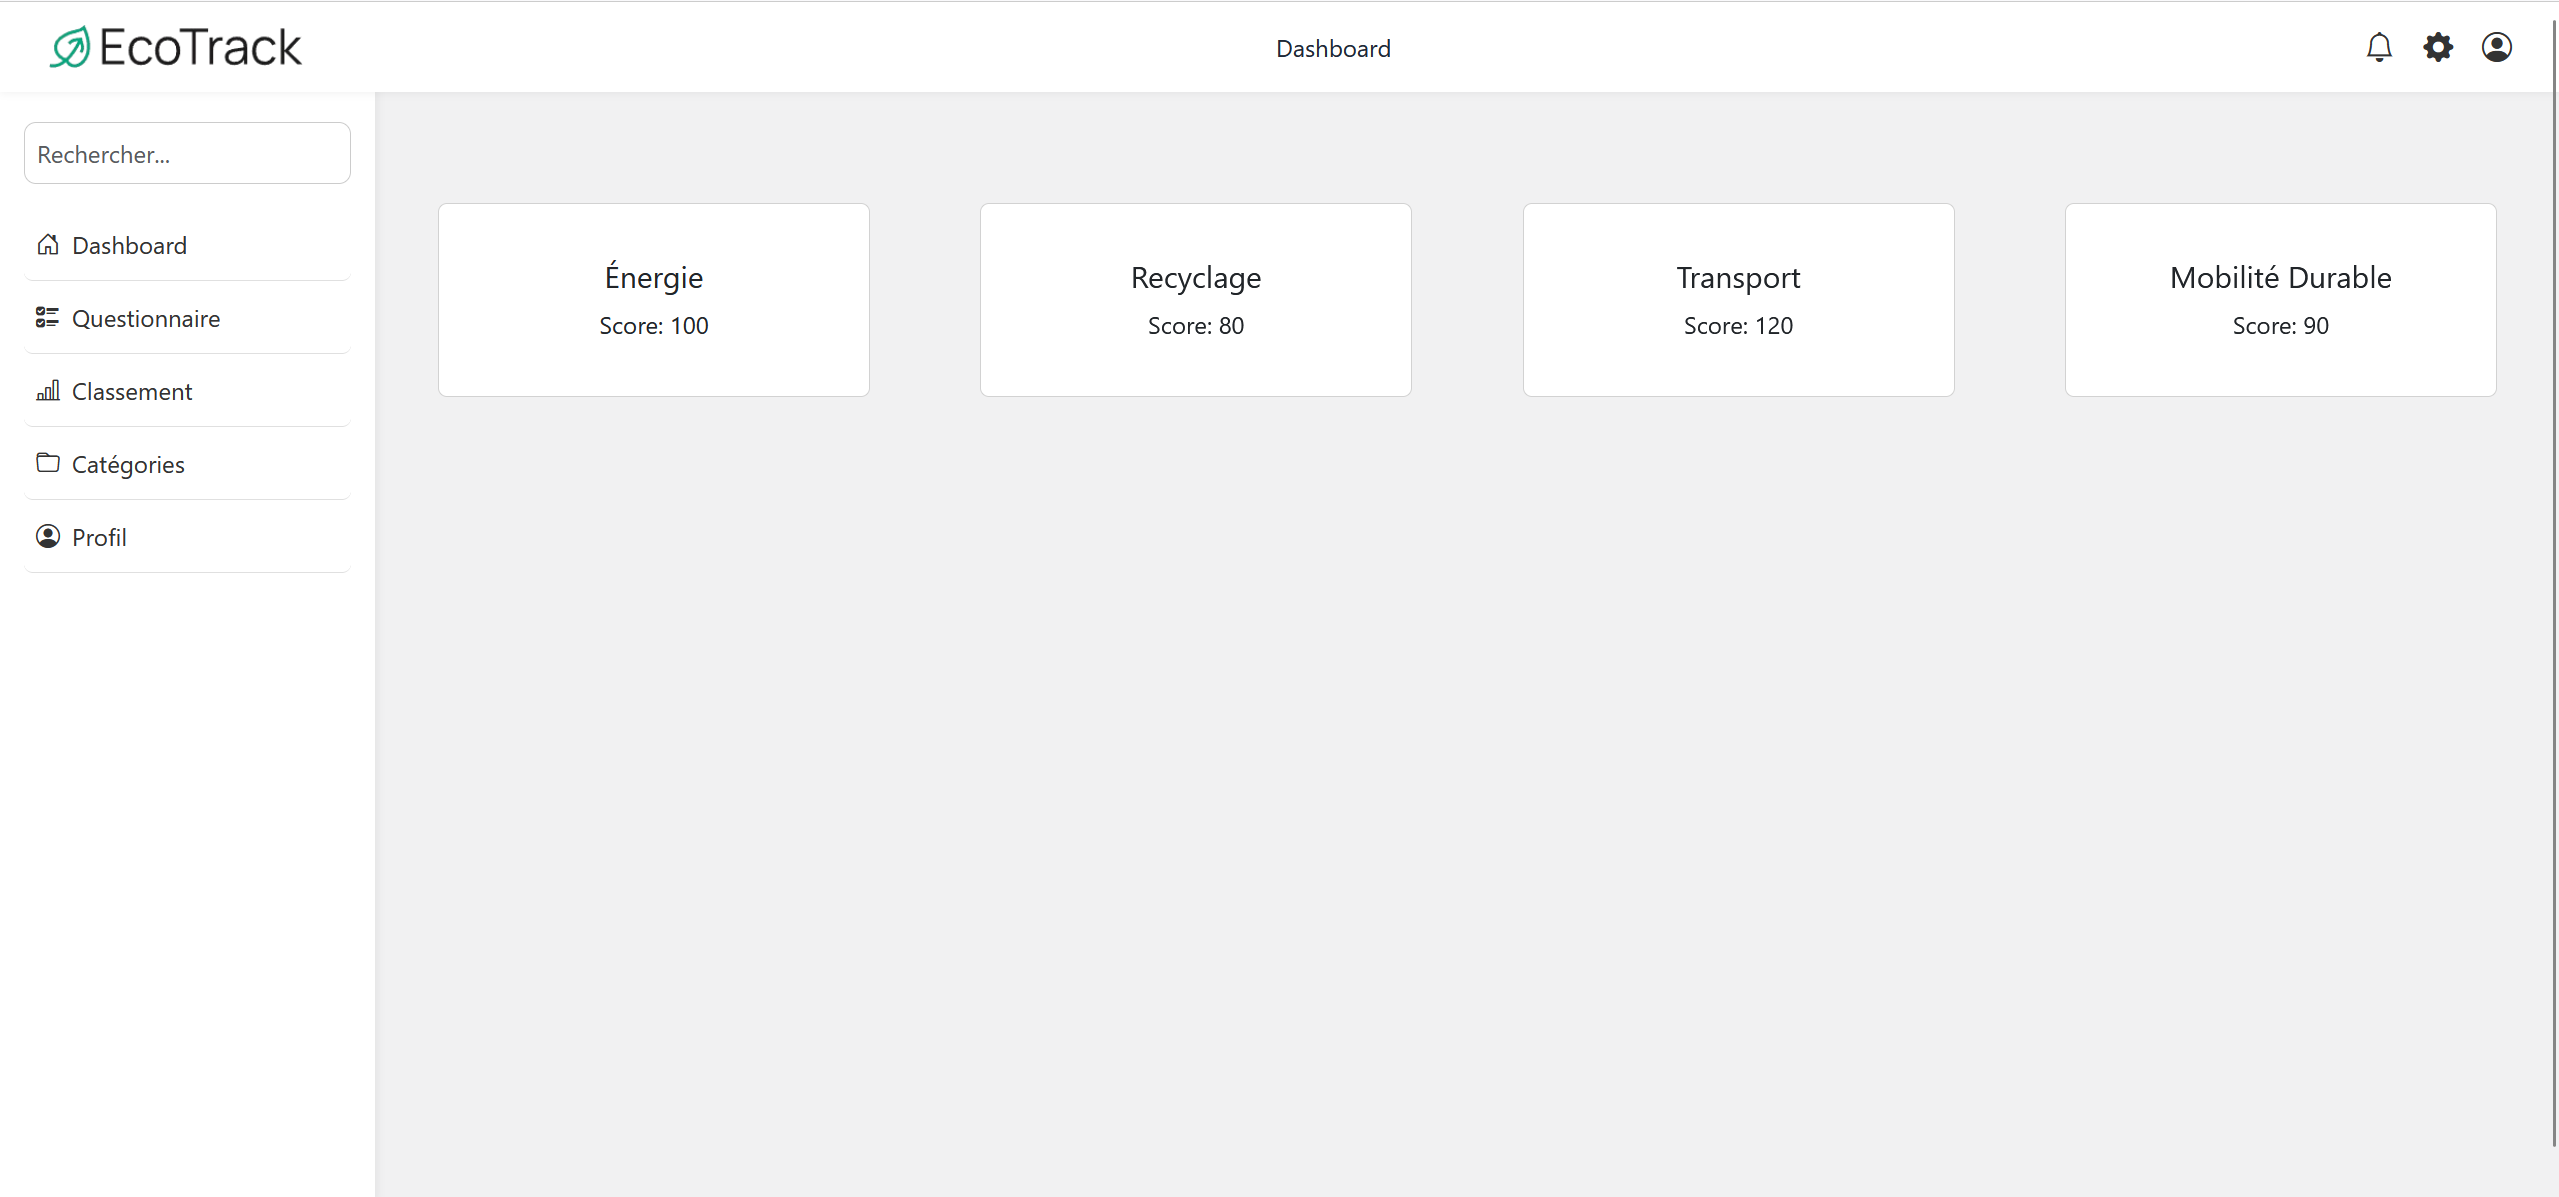 EcoTrack
Dashboard
Rechercher...
Dashboard
Questionnaire
Classement
Catégories
Profil
Énergie
Score: 100
Recyclage
Score: 80
Transport
Score: 120
Mobilité Durable
Score: 90